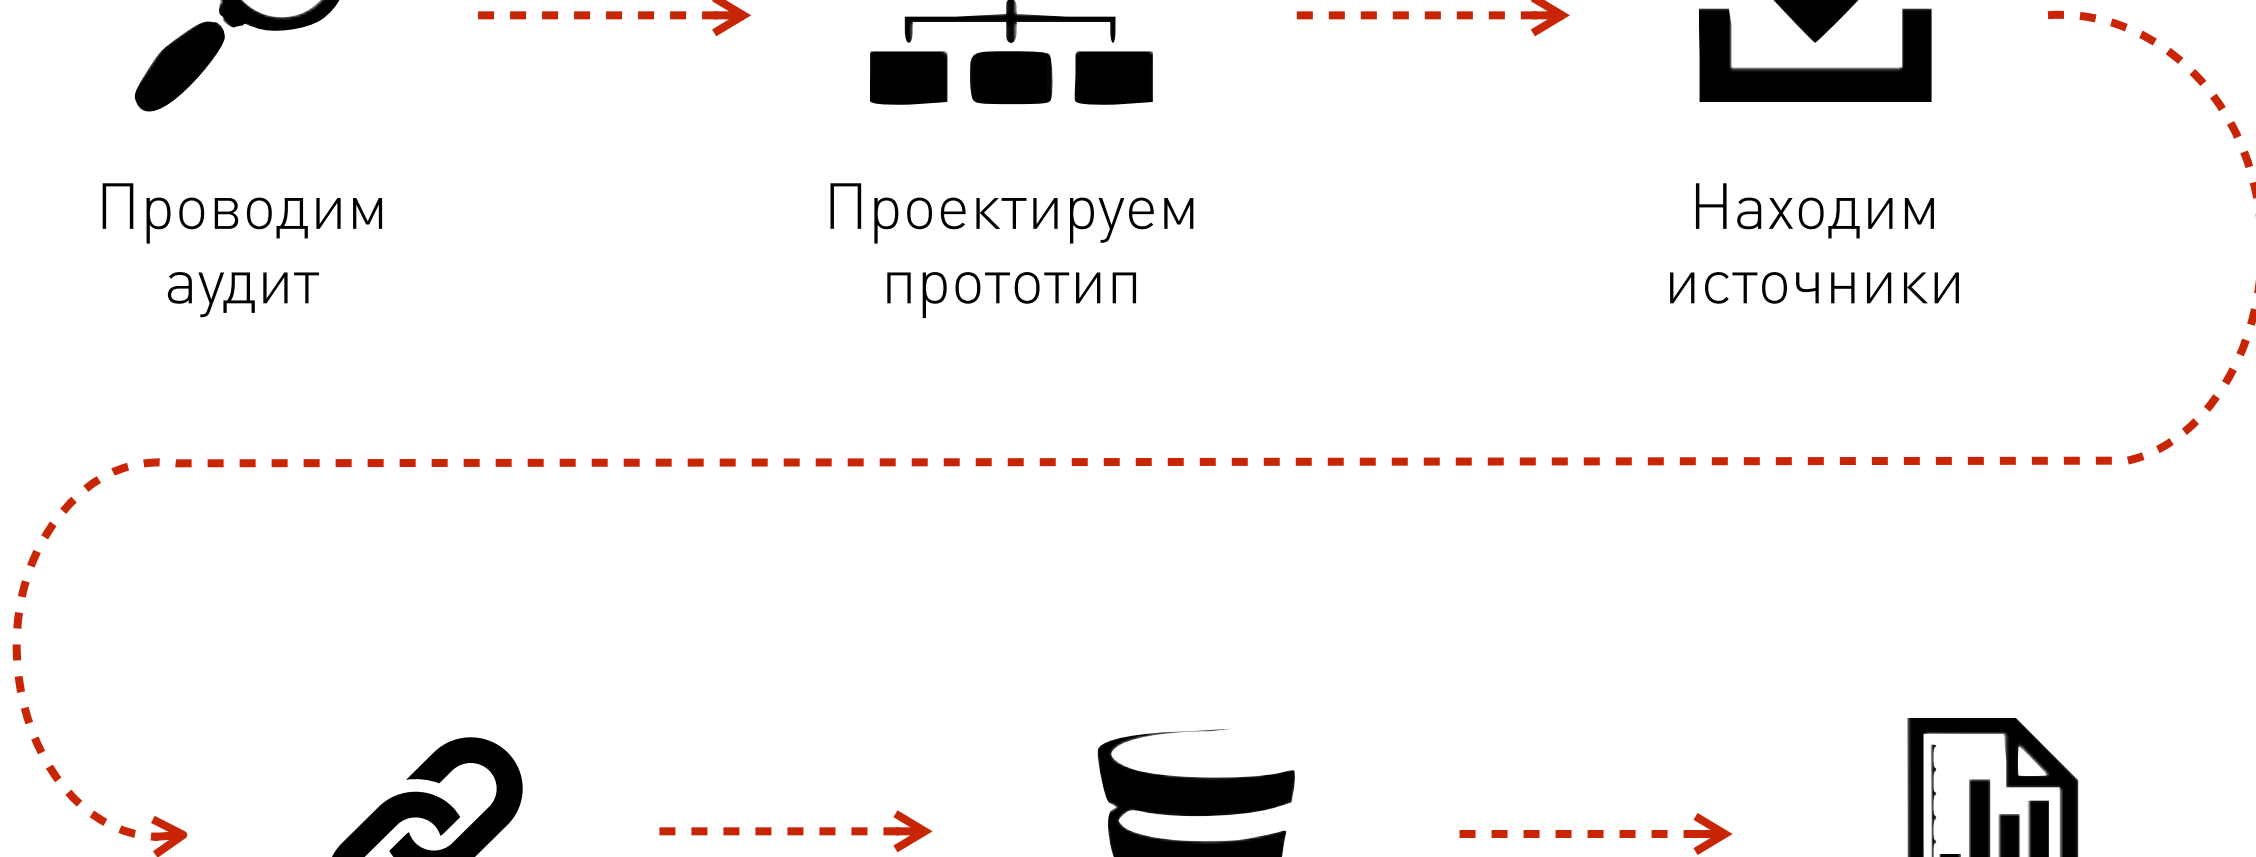 Проводим
аудит
Проектируем
прототип
Находим
источники